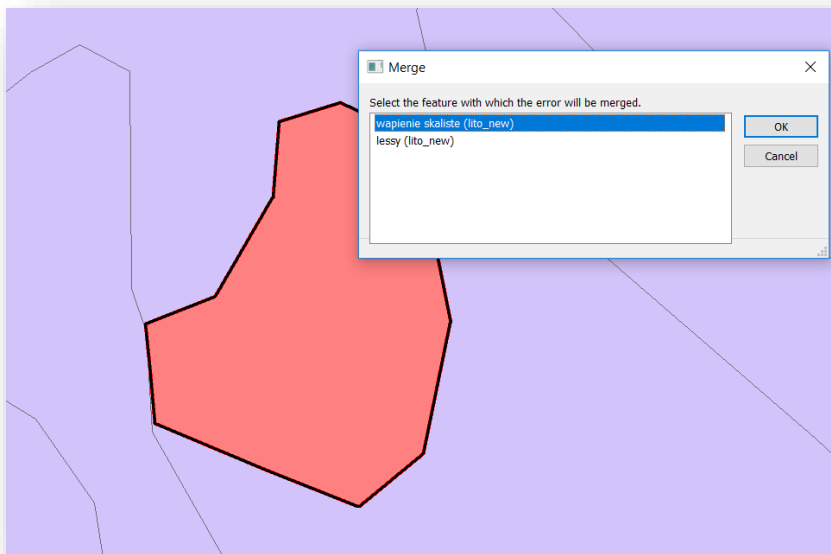 Merge
Select the feature with which the error will be merged.
wapienie skaliste (lito_new)
lessy (lito_new)
OK
Cancel